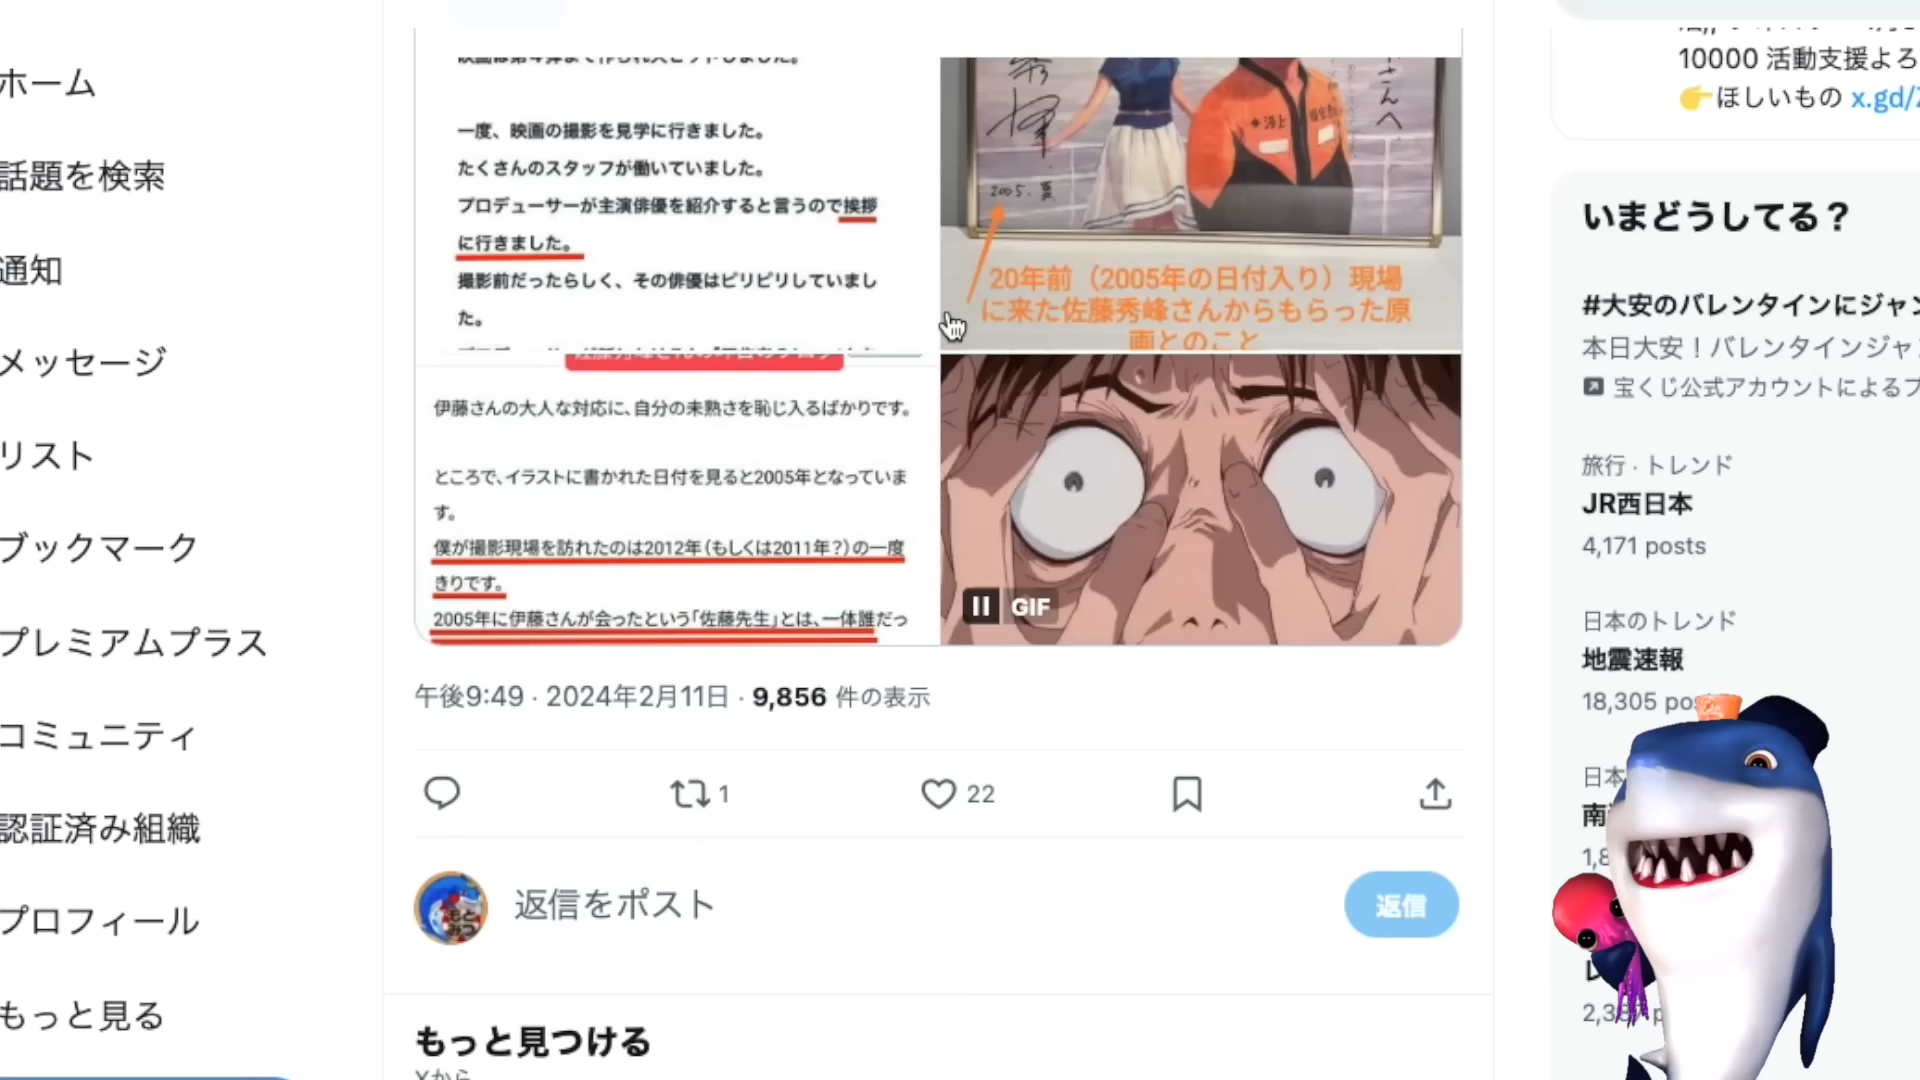 ホーム
話題を検索
通知
メッセージ
リスト
ブックマーク
プレミアムプラス
コミュニティ
認証済み組織
プロフィール
もっと見る
一度、映画の撮影を見学に行きました。
たくさんのスタッフが働いていました。
プロデューサーが主演俳優を紹介すると言うので挨拶
に行きました。
撮影前だったらしく、その俳優はピリピリしていまし
た。
さんへ
2005. 夏
20年前（2005年の日付入り）現場
に来た佐藤秀峰さんからもらった原
画とのこと
伊藤さんの大人な対応に、自分の未熟さを恥じ入るばかりです。
ところで、イラストに書かれた日付を見ると2005年となっていま
す。
僕が撮影現場を訪れたのは2012年（もしくは2011年？）の一度
きりです。
2005年に伊藤さんが会ったという「佐藤先生」とは、一体誰だっ
GIF
午後9:49 · 2024年2月11日 · 9,856 件の表示
1
22
返信をポスト
返信
もっと見つける
Xから
10000 活動支援よろ
👉ほしいもの x.gd/
いまどうしてる？
#大安のバレンタインにジャン
本日大安！バレンタインジャ
宝くじ公式アカウントによるプ
旅行 · トレンド
JR西日本
4,171 posts
日本のトレンド
地震速報
18,305 po
日本
南